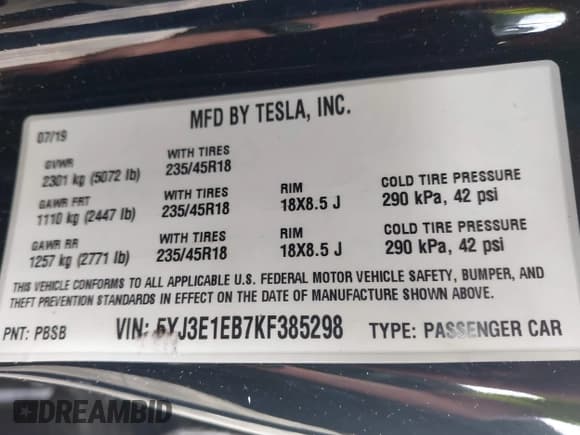 MFD BY TESLA, INC.
07/19
GVWR
2301 kg (5072 lb)
WITH TIRES
235/45R18
GAWR FRT
1110 kg (2447 lb)
WITH TIRES
235/45R18
RIM
18X8.5 J
COLD TIRE PRESSURE
290 kPa, 42 psi
GAWR RR
1257 kg (2771 lb)
WITH TIRES
235/45R18
RIM
18X8.5 J
COLD TIRE PRESSURE
290 kPa, 42 psi
THIS VEHICLE CONFORMS TO ALL APPLICABLE U.S. FEDERAL MOTOR VEHICLE SAFETY, BUMPER, AND
THEFT PREVENTION STANDARDS IN EFFECT ON THE DATE OF MANUFACTURE SHOWN ABOVE.
PNT: PBSB VIN: 5YJ3E1EB7KF385298 TYPE: PASSENGER CAR
DREAMBID